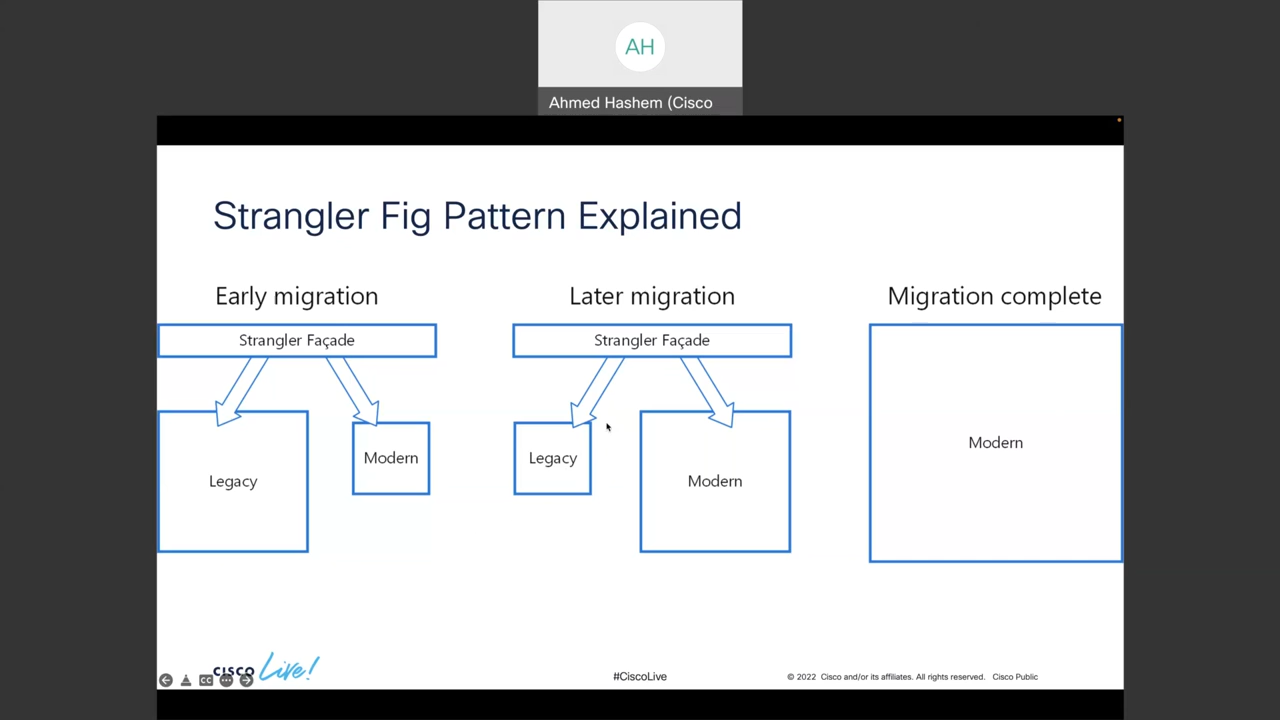 AH
Ahmed Hashem (Cisco
Strangler Fig Pattern Explained
Early migration
Later migration
Migration complete
Strangler Façade
Strangler Façade
Legacy
Modern
Legacy
Modern
Modern
CISCO Live!
CC
#CiscoLive
© 2022 Cisco and/or its affiliates. All rights reserved. Cisco Public